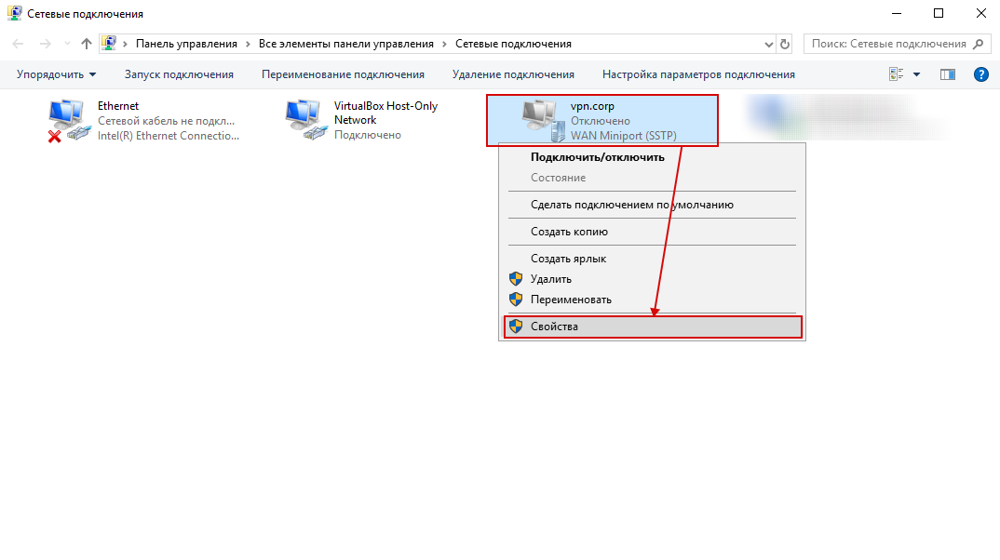 Сетевые подключения
Панель управления
Все элементы панели управления
Сетевые подключения
Поиск: Сетевые подключения
Упорядочить
Запуск подключения
Переименование подключения
Удаление подключения
Настройка параметров подключения
Ethernet
Сетевой кабель не подкл...
Intel(R) Ethernet Connectio...
VirtualBox Host-Only
Network
Подключено
vpn.corp
Отключено
WAN Miniport (SSTP)
Подключить/отключить
Состояние
Сделать подключением по умолчанию
Создать копию
Создать ярлык
Удалить
Переименовать
Свойства